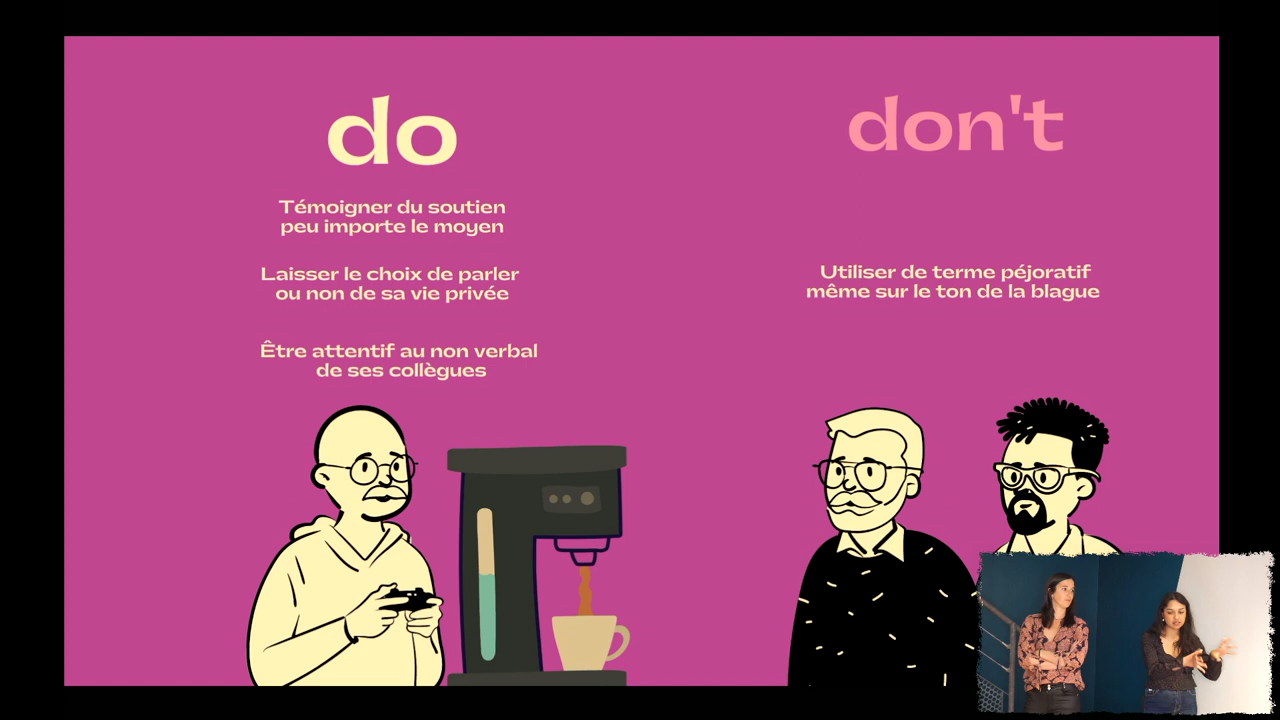 do
Témoigner du soutien
peu importe le moyen
Laisser le choix de parler
ou non de sa vie privée
Être attentif au non verbal
de ses collègues
don't
Utiliser de terme péjoratif
même sur le ton de la blague